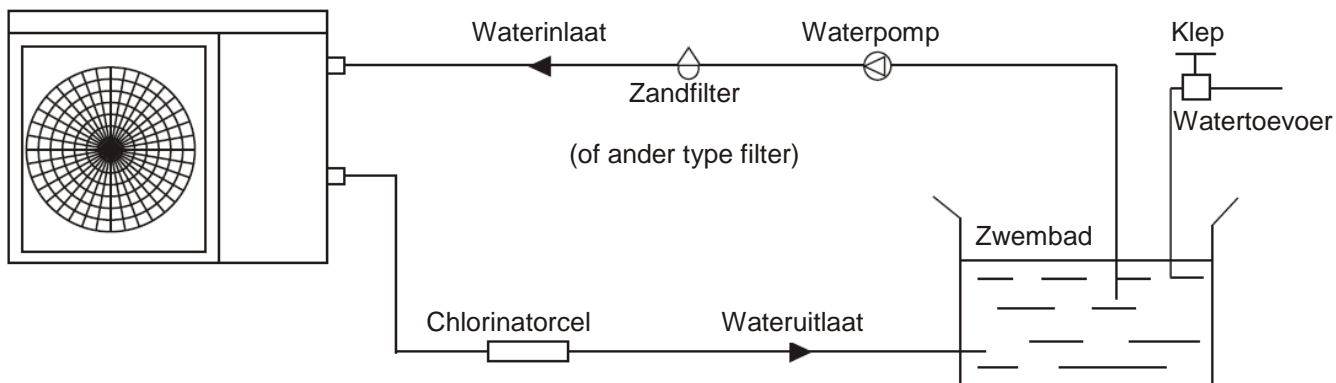 Waterinlaat
Waterpomp
Klep
Zandfilter
Watertoevoer
(of ander type filter)
Zwembad
Chlorinatorcel
Wateruitlaat